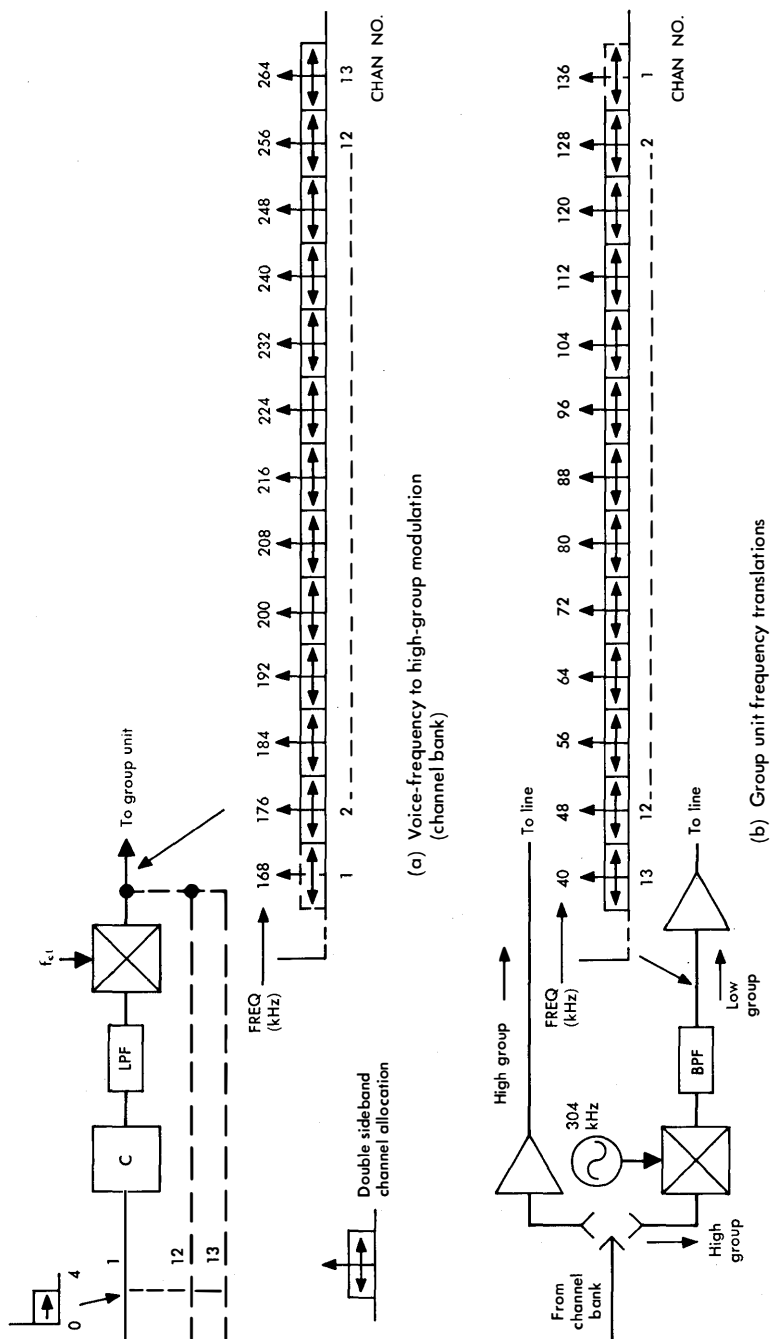 0 4
1
12
13
C
LPF
f_c1
To group unit
Double sideband
channel allocation
FREQ
(kHz)
168 176 184 192 200 208 216 224 232 240 248 256 264
1 2 12 13
CHAN NO.
(a) Voice-frequency to high-group modulation
(channel bank)
From
channel
bank
High
group
304
kHz
BPF
High group
To line
Low
group
To line
FREQ
(kHz)
40 48 56 64 72 80 88 96 104 112 120 128 136
13 12 2 1
CHAN NO.
(b) Group unit frequency translations